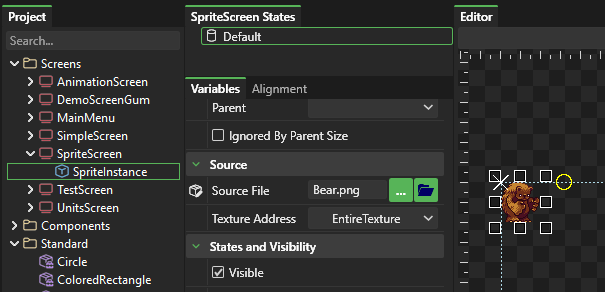 Project
Search...
Screens
AnimationScreen
DemoScreenGum
MainMenu
SimpleScreen
SpriteScreen
SpriteInstance
TestScreen
UnitsScreen
Components
Standard
Circle
ColoredRectangle
SpriteScreen States
Default
Variables Alignment
Parent
Ignored By Parent Size
Source
Source File Bear.png ...
Texture Address EntireTexture
States and Visibility
Visible
Editor